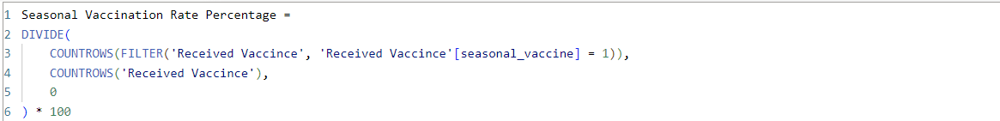 1 Seasonal Vaccination Rate Percentage =
2 DIVIDE(
3 COUNTROWS(FILTER('Received Vaccince', 'Received Vaccince'[seasonal_vaccine] = 1)),
4 COUNTROWS('Received Vaccince'),
5 0
6 ) * 100